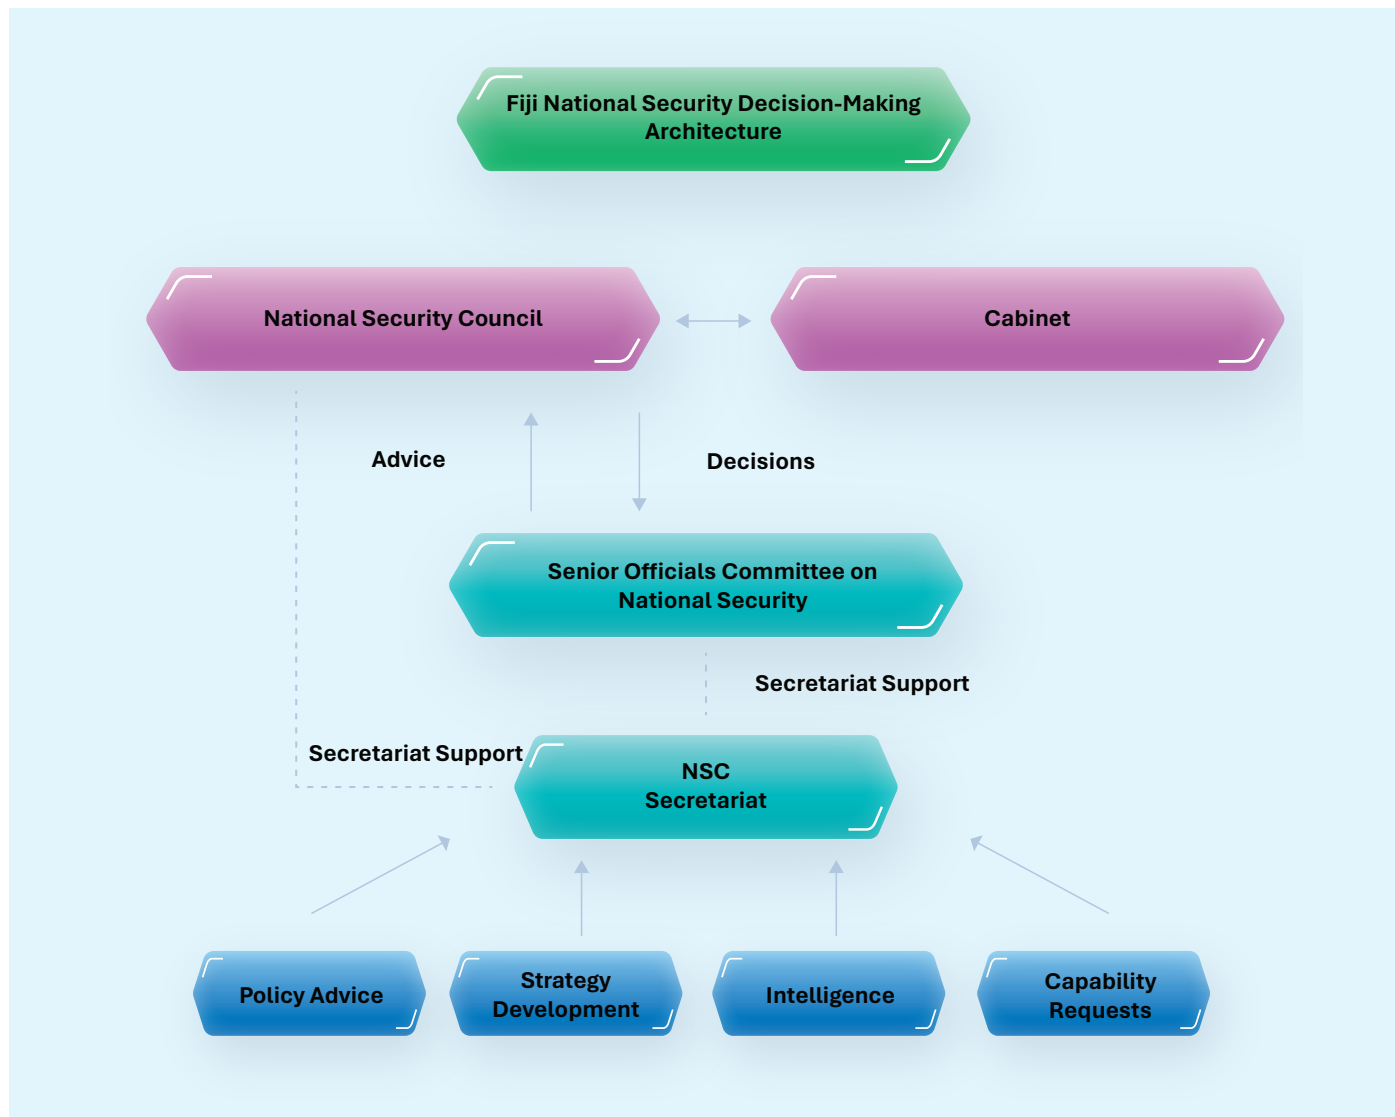 Fiji National Security Decision-Making
Architecture
National Security Council
Cabinet
Advice
Decisions
Senior Officials Committee on
National Security
Secretariat Support
Secretariat Support
NSC
Secretariat
Policy Advice
Strategy
Development
Intelligence
Capability
Requests